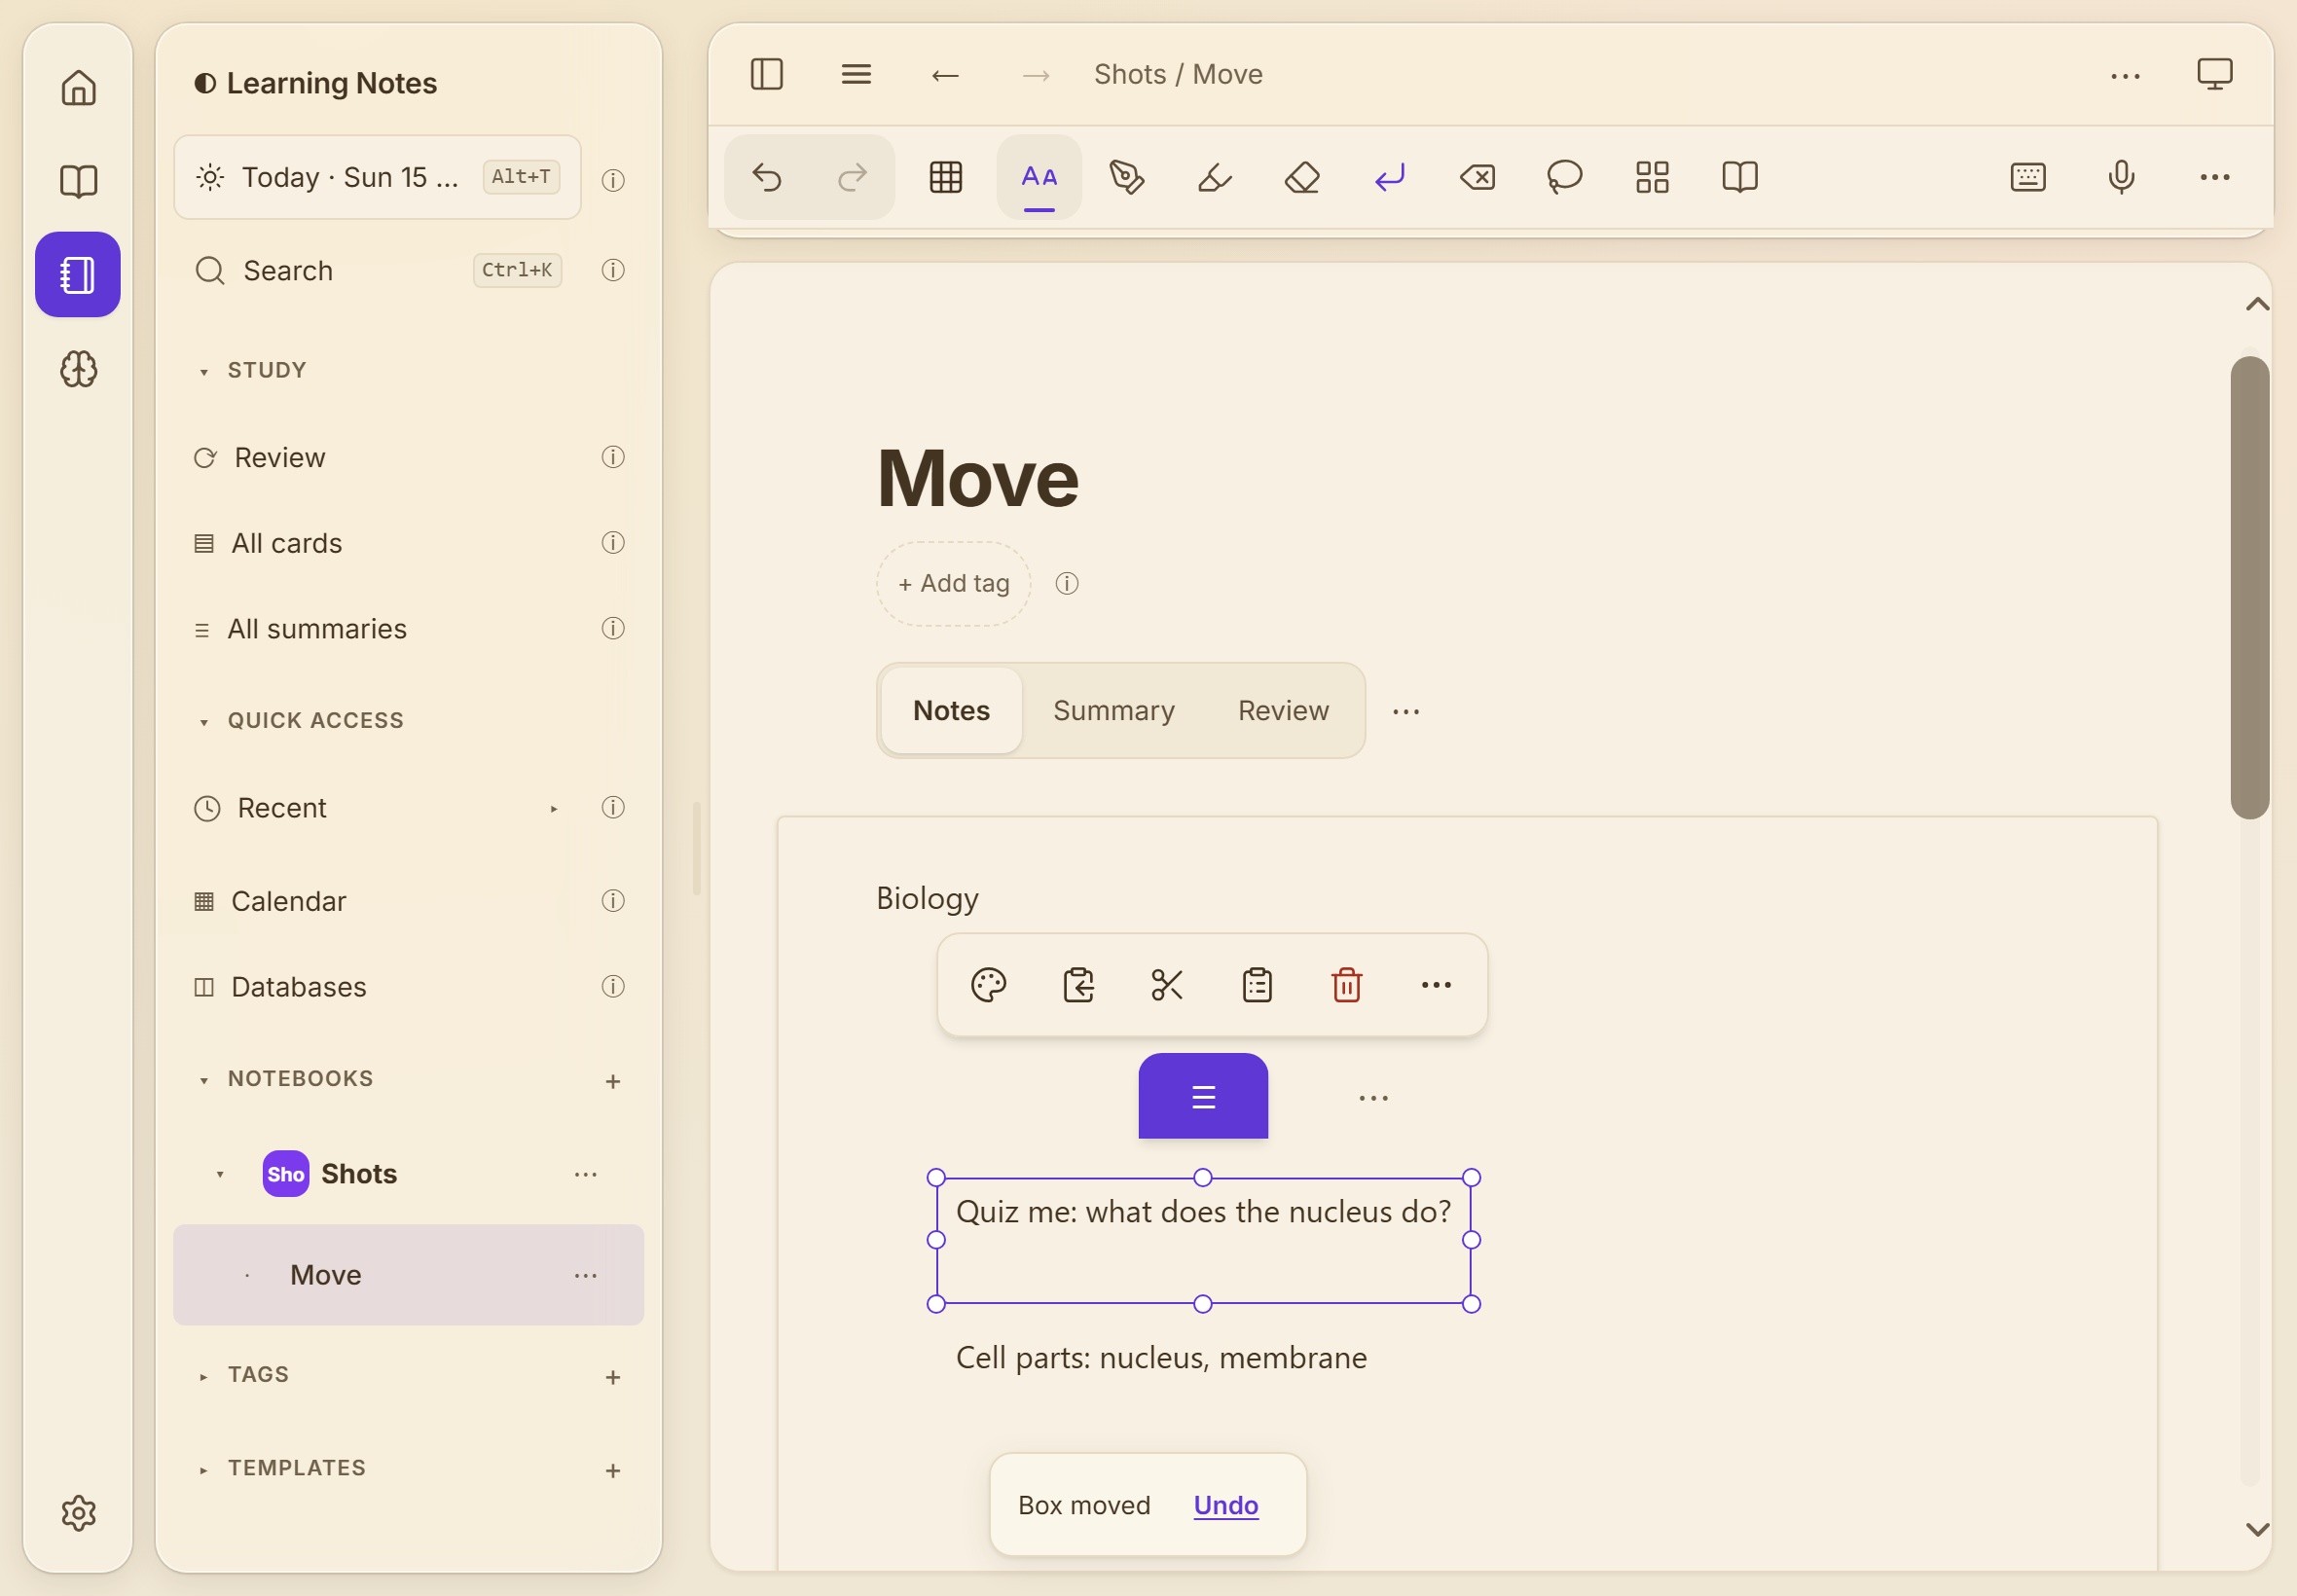 Learning Notes
Today · Sun 15 ...
Alt+T
Search
Ctrl+K
STUDY
Review
All cards
All summaries
QUICK ACCESS
Recent
Calendar
Databases
NOTEBOOKS
Sho
Shots
Move
TAGS
TEMPLATES
Shots / Move
AA
Move
+ Add tag
Notes
Summary
Review
Biology
Quiz me: what does the nucleus do?
Cell parts: nucleus, membrane
Box moved
Undo